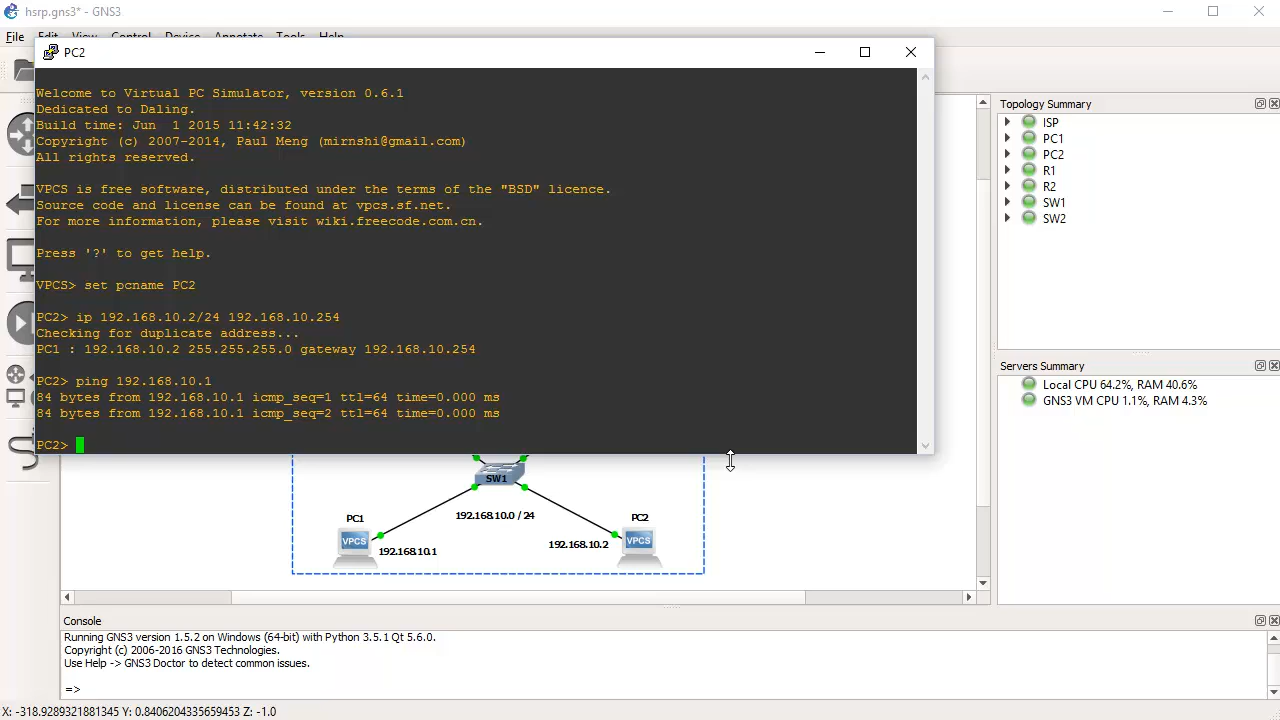 hsrp.gns3* - GNS3
File Edit View Control Device Annotate Tools Help
PC2
Welcome to Virtual PC Simulator, version 0.6.1
Dedicated to Daling.
Build time: Jun  1 2015 11:42:32
Copyright (c) 2007-2014, Paul Meng (mirnshi@gmail.com)
All rights reserved.
VPCS is free software, distributed under the terms of the "BSD" licence.
Source code and license can be found at vpcs.sf.net.
For more information, please visit wiki.freecode.com.cn.
Press '?' to get help.
VPCS> set pcname PC2
PC2> ip 192.168.10.2/24 192.168.10.254
Checking for duplicate address...
PC1 : 192.168.10.2 255.255.255.0 gateway 192.168.10.254
PC2> ping 192.168.10.1
84 bytes from 192.168.10.1 icmp_seq=1 ttl=64 time=0.000 ms
84 bytes from 192.168.10.1 icmp_seq=2 ttl=64 time=0.000 ms
PC2>
SW1
192.168.10.0 / 24
PC1
VPCS
192.168.10.1
PC2
VPCS
192.168.10.2
Topology Summary
ISP
PC1
PC2
R1
R2
SW1
SW2
Servers Summary
Local CPU 64.2%, RAM 40.6%
GNS3 VM CPU 1.1%, RAM 4.3%
Console
Running GNS3 version 1.5.2 on Windows (64-bit) with Python 3.5.1 Qt 5.6.0.
Copyright (c) 2006-2016 GNS3 Technologies.
Use Help -> GNS3 Doctor to detect common issues.
=>
X: -318.9289321881345 Y: 0.8406204335659453 Z: -1.0